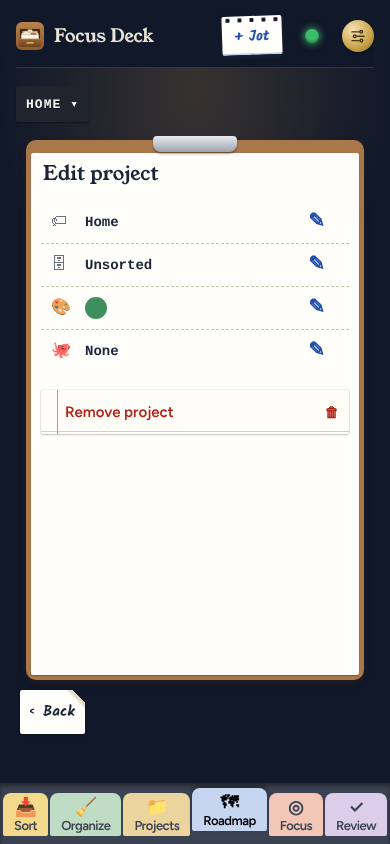 Focus Deck
+ Jot
HOME ▾
Edit project
Home
Unsorted
None
Remove project
‹ Back
Sort
Organize
Projects
Roadmap
Focus
Review